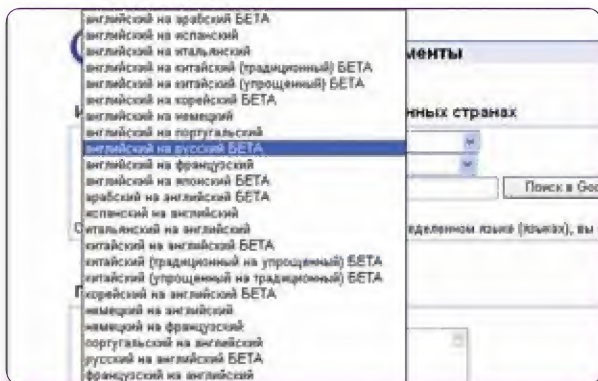 английский на арабский БЕТА
английский на испанский
английский на итальянский
менты
английский на китайский (традиционный) БЕТА
английский на китайский (упрощенный) БЕТА
английский на корейский БЕТА
английский на немецкий
нных странах
английский на португальский
английский на русский БЕТА
английский на французский
английский на японский БЕТА
Поиск в Goo
арабский на английский БЕТА
испанский на английский
итальянский на английский
еделенном языке (языках), вы
китайский на английский БЕТА
китайский (традиционный на упрощенный) БЕТА
китайский (упрощенный на традиционный) БЕТА
корейский на английский БЕТА
немецкий на английский
немецкий на французский
португальский на английский
русский на английский БЕТА
французский на английский